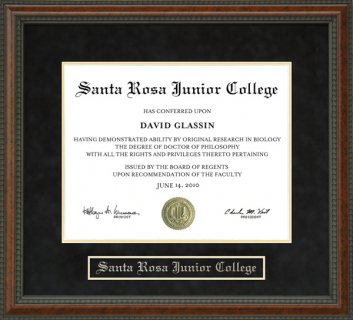 Santa Rosa Junior College
HAS CONFERRED UPON
DAVID GLASSIN
HAVING DEMONSTRATED ABILITY BY ORIGINAL RESEARCH IN BIOLOGY
THE DEGREE OF DOCTOR OF PHILOSOPHY
WITH ALL THE RIGHTS AND PRIVILEGES THERETO PERTAINING
ISSUED BY THE BOARD OF REGENTS
UPON RECOMMENDATION OF THE FACULTY
JUNE 14, 2010
PROVOST
PRESIDENT
Santa Rosa Junior College